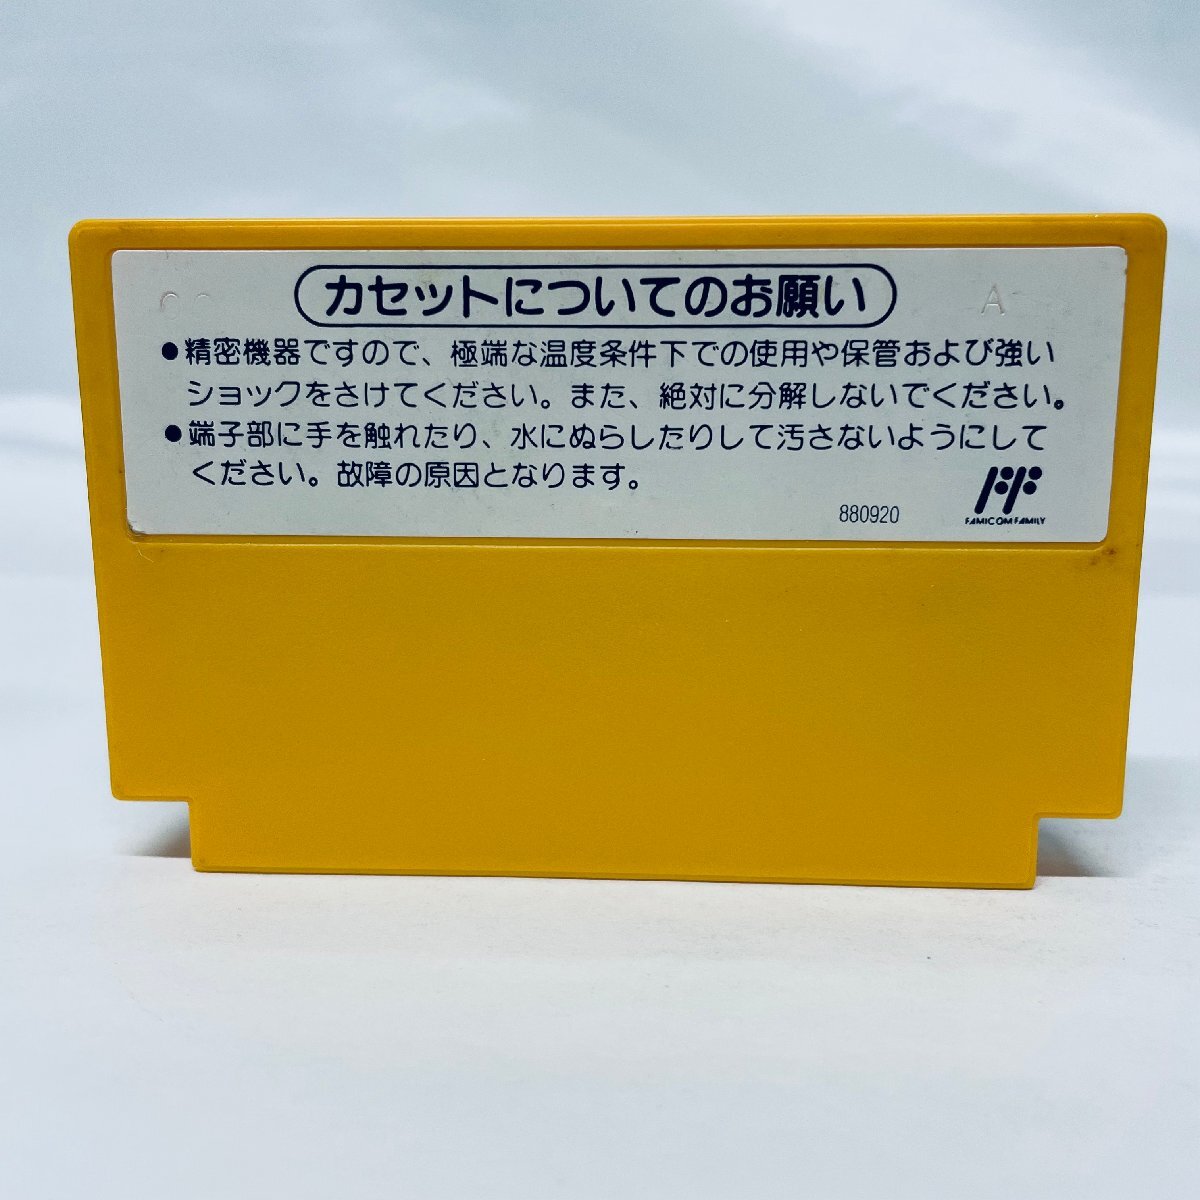 カセットについてのお願い
●精密機器ですので、極端な温度条件下での使用や保管および強い
ショックをさけてください。また、絶対に分解しないでください。
●端子部に手を触れたり、水にぬらしたりして汚さないようにして
ください。故障の原因となります。
880920
FAMICOM FAMILY
A